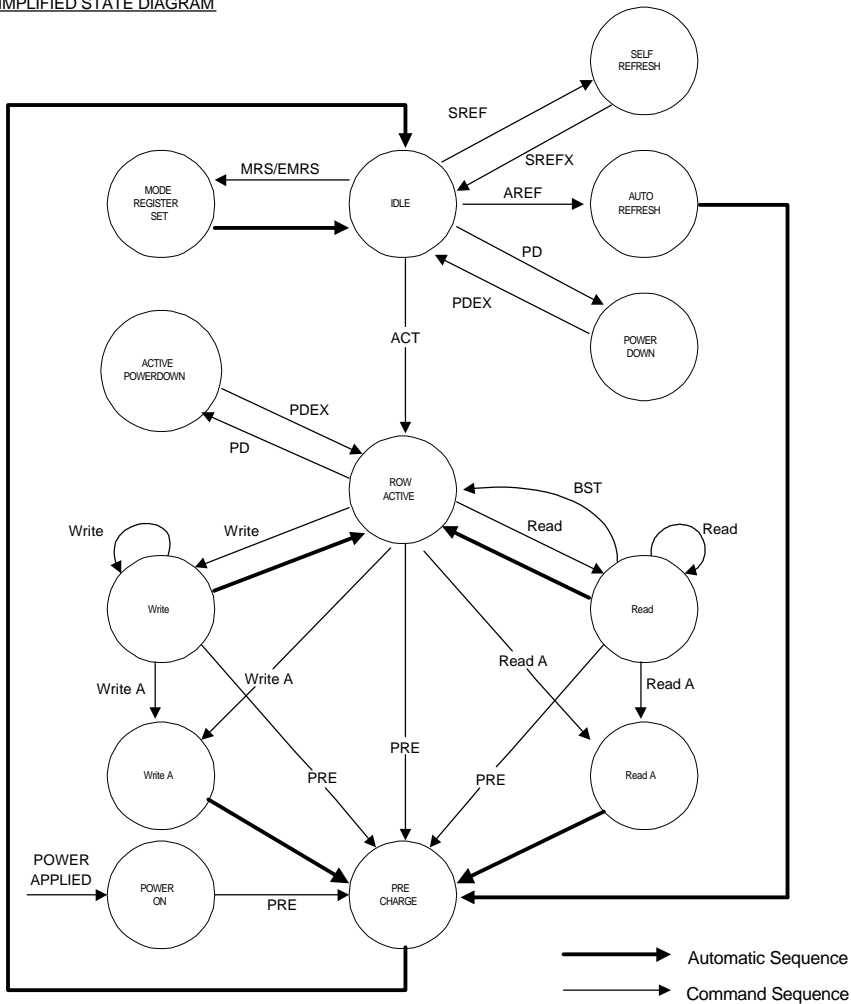 IMPLIFIED STATE DIAGRAM
SELF
REFRESH
SREF
SREFX
MRS/EMRS
MODE
REGISTER
SET
IDLE
AREF
AUTO
REFRESH
PD
PDEX
POWER
DOWN
ACT
ACTIVE
POWERDOWN
PDEX
PD
ROW
ACTIVE
BST
Write
Write
Read
Read
Write
Read
Write A
Write A
Read A
Read A
Write A
PRE
PRE
PRE
Read A
POWER
APPLIED
POWER
ON
PRE
PRE
CHARGE
Automatic Sequence
Command Sequence